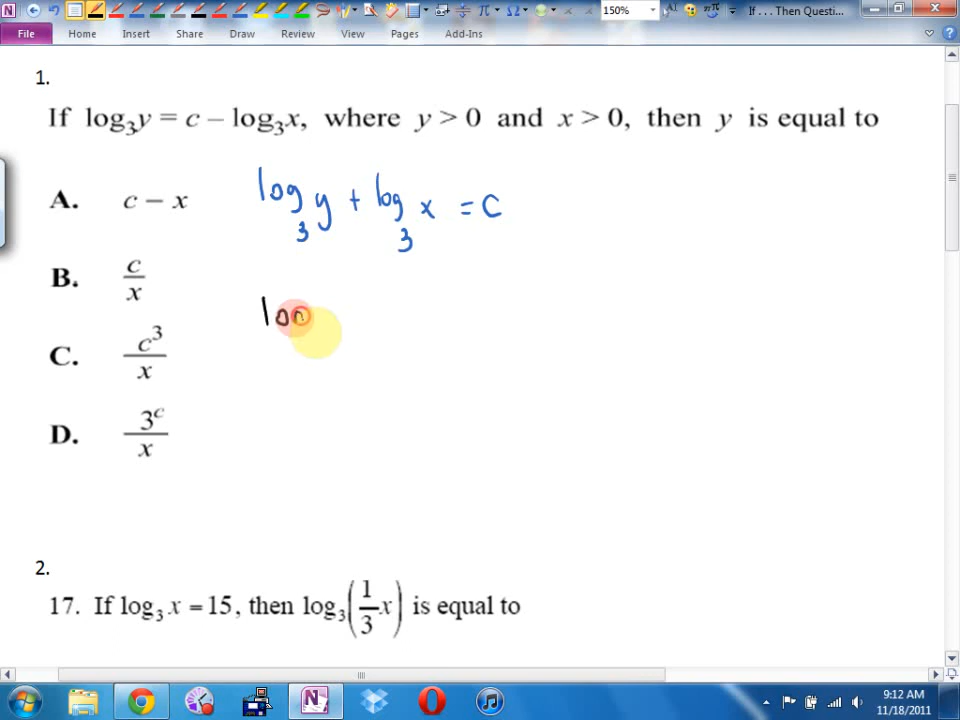 150% If . . . Then Questi...
File Home Insert Share Draw Review View Pages Add-Ins
1.
If log₃y = c – log₃x, where y > 0 and x > 0, then y is equal to
A. c – x
log₃ y + log₃ x = c
B. c/x
log
C. c³/x
D. 3ᶜ/x
2.
17. If log₃ x = 15, then log₃(1/3 x) is equal to
9:12 AM
11/18/2011